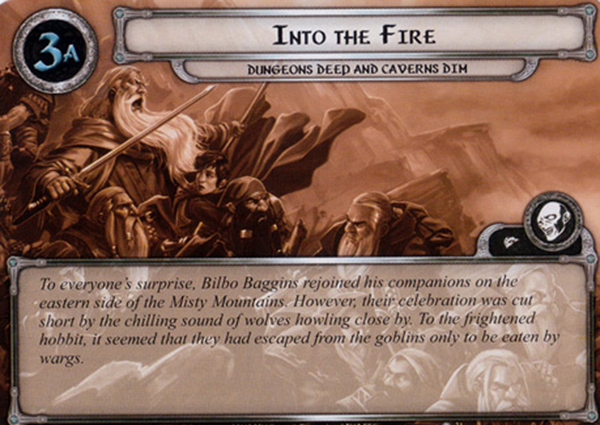 3A
INTO THE FIRE
DUNGEONS DEEP AND CAVERNS DIM
To everyone's surprise, Bilbo Baggins rejoined his companions on the
eastern side of the Misty Mountains. However, their celebration was cut
short by the chilling sound of wolves howling close by. To the frightened
hobbit, it seemed that they had escaped from the goblins only to be eaten by
wargs.